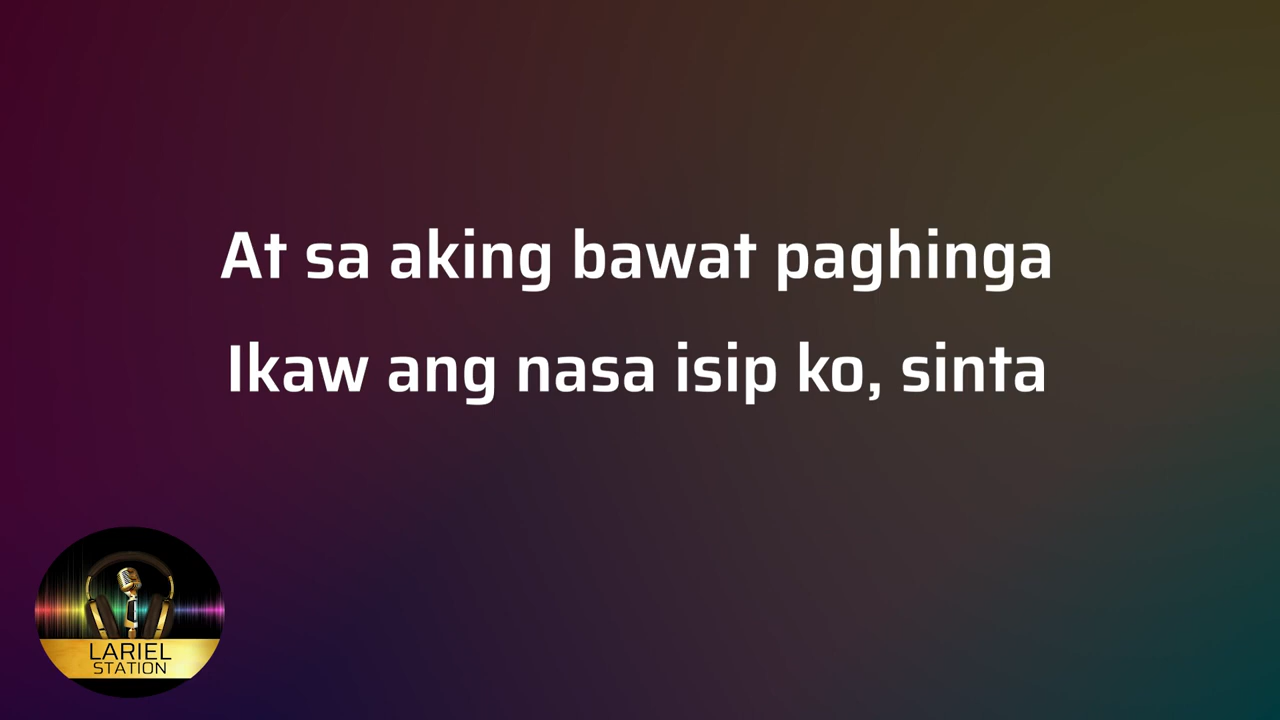 At sa aking bawat paghinga
Ikaw ang nasa isip ko, sinta
LARIEL
STATION